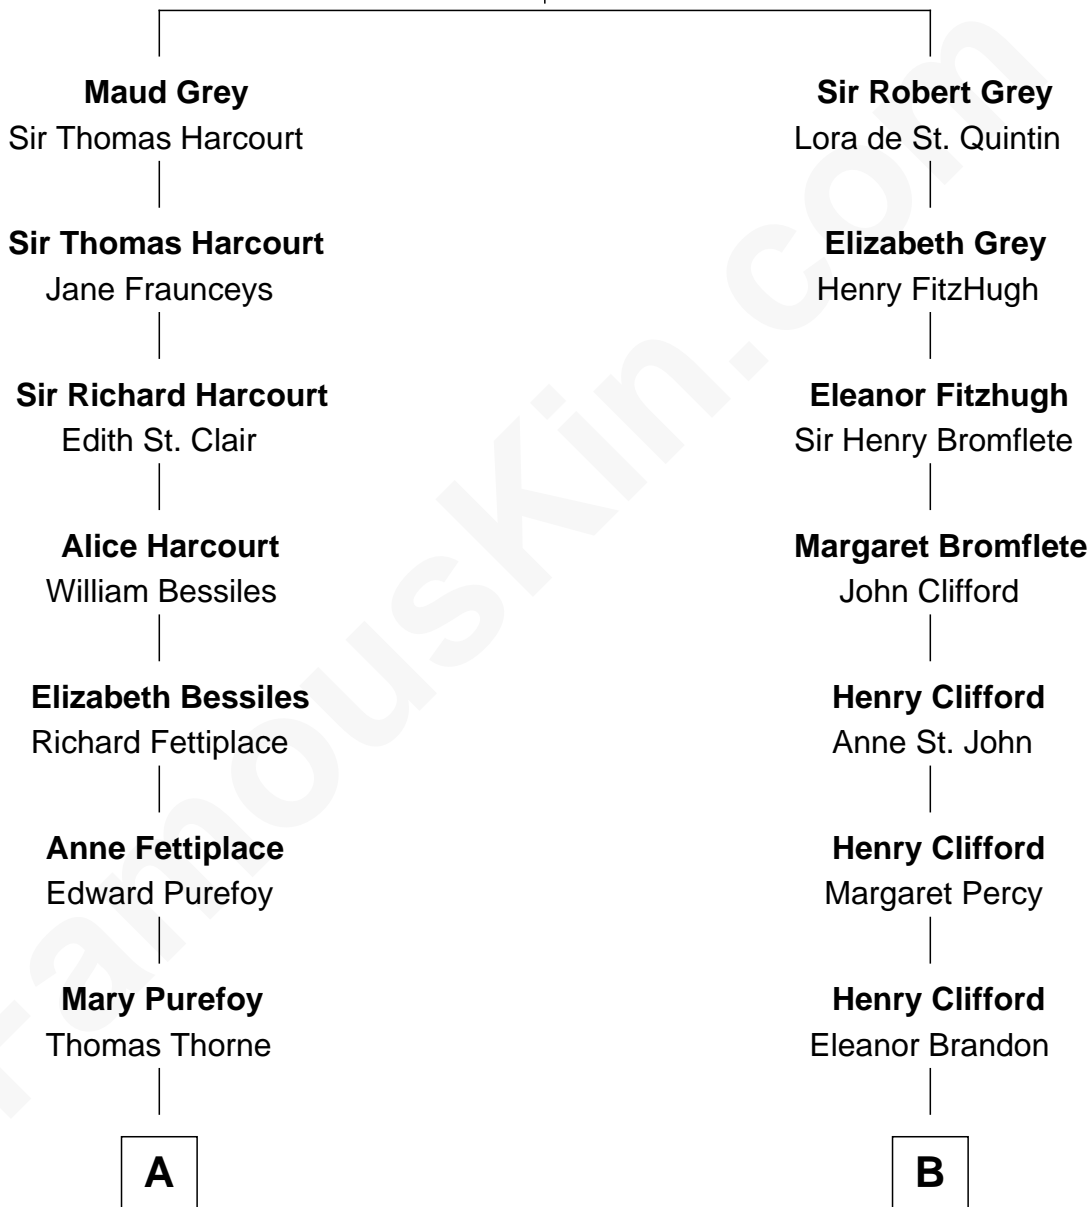 Maud Grey
Sir Thomas Harcourt
Sir Robert Grey
Lora de St. Quintin
Sir Thomas Harcourt
Jane Fraunceys
Elizabeth Grey
Henry FitzHugh
Sir Richard Harcourt
Edith St. Clair
Eleanor Fitzhugh
Sir Henry Bromflete
Alice Harcourt
William Bessiles
Margaret Bromflete
John Clifford
Elizabeth Bessiles
Richard Fettiplace
Henry Clifford
Anne St. John
Anne Fettiplace
Edward Purefoy
Henry Clifford
Margaret Percy
Mary Purefoy
Thomas Thorne
Henry Clifford
Eleanor Brandon
A
B
FamousKin.com